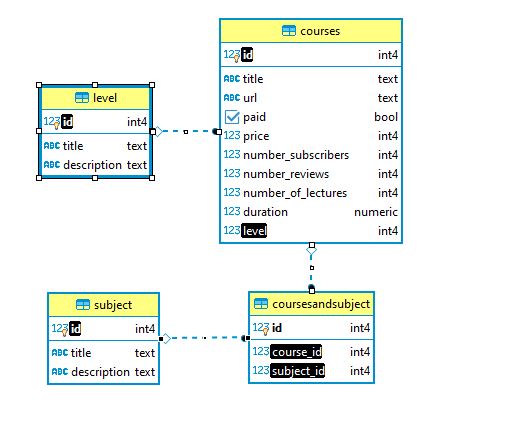 courses
123 id int4
ABC title text
ABC url text
paid bool
123 price int4
123 number_subscribers int4
123 number_reviews int4
123 number_of_lectures int4
123 duration numeric
123 level int4
level
123 id int4
ABC title text
ABC description text
subject
123 id int4
ABC title text
ABC description text
coursesandsubject
123 id int4
123 course_id int4
123 subject_id int4